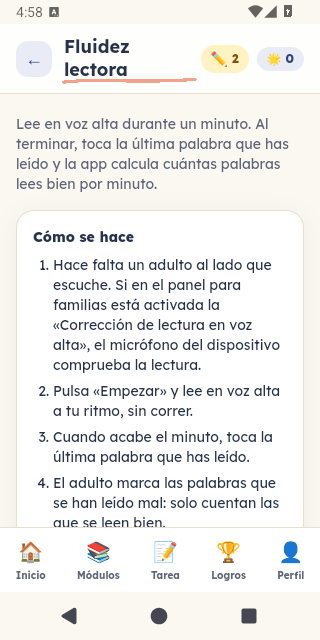 4:58
Fluidez
lectora
← ✏️ 2 🌟 0
Lee en voz alta durante un minuto. Al
terminar, toca la última palabra que has
leído y la app calcula cuántas palabras
lees bien por minuto.
Cómo se hace
1. Hace falta un adulto al lado que
escuche. Si en el panel para
familias está activada la
«Corrección de lectura en voz
alta», el micrófono del dispositivo
comprueba la lectura.
2. Pulsa «Empezar» y lee en voz alta
a tu ritmo, sin correr.
3. Cuando acabe el minuto, toca la
última palabra que has leído.
4. El adulto marca las palabras que
se han leído mal: solo cuentan las
que se leen bien.
Inicio Módulos Tarea Logros Perfil